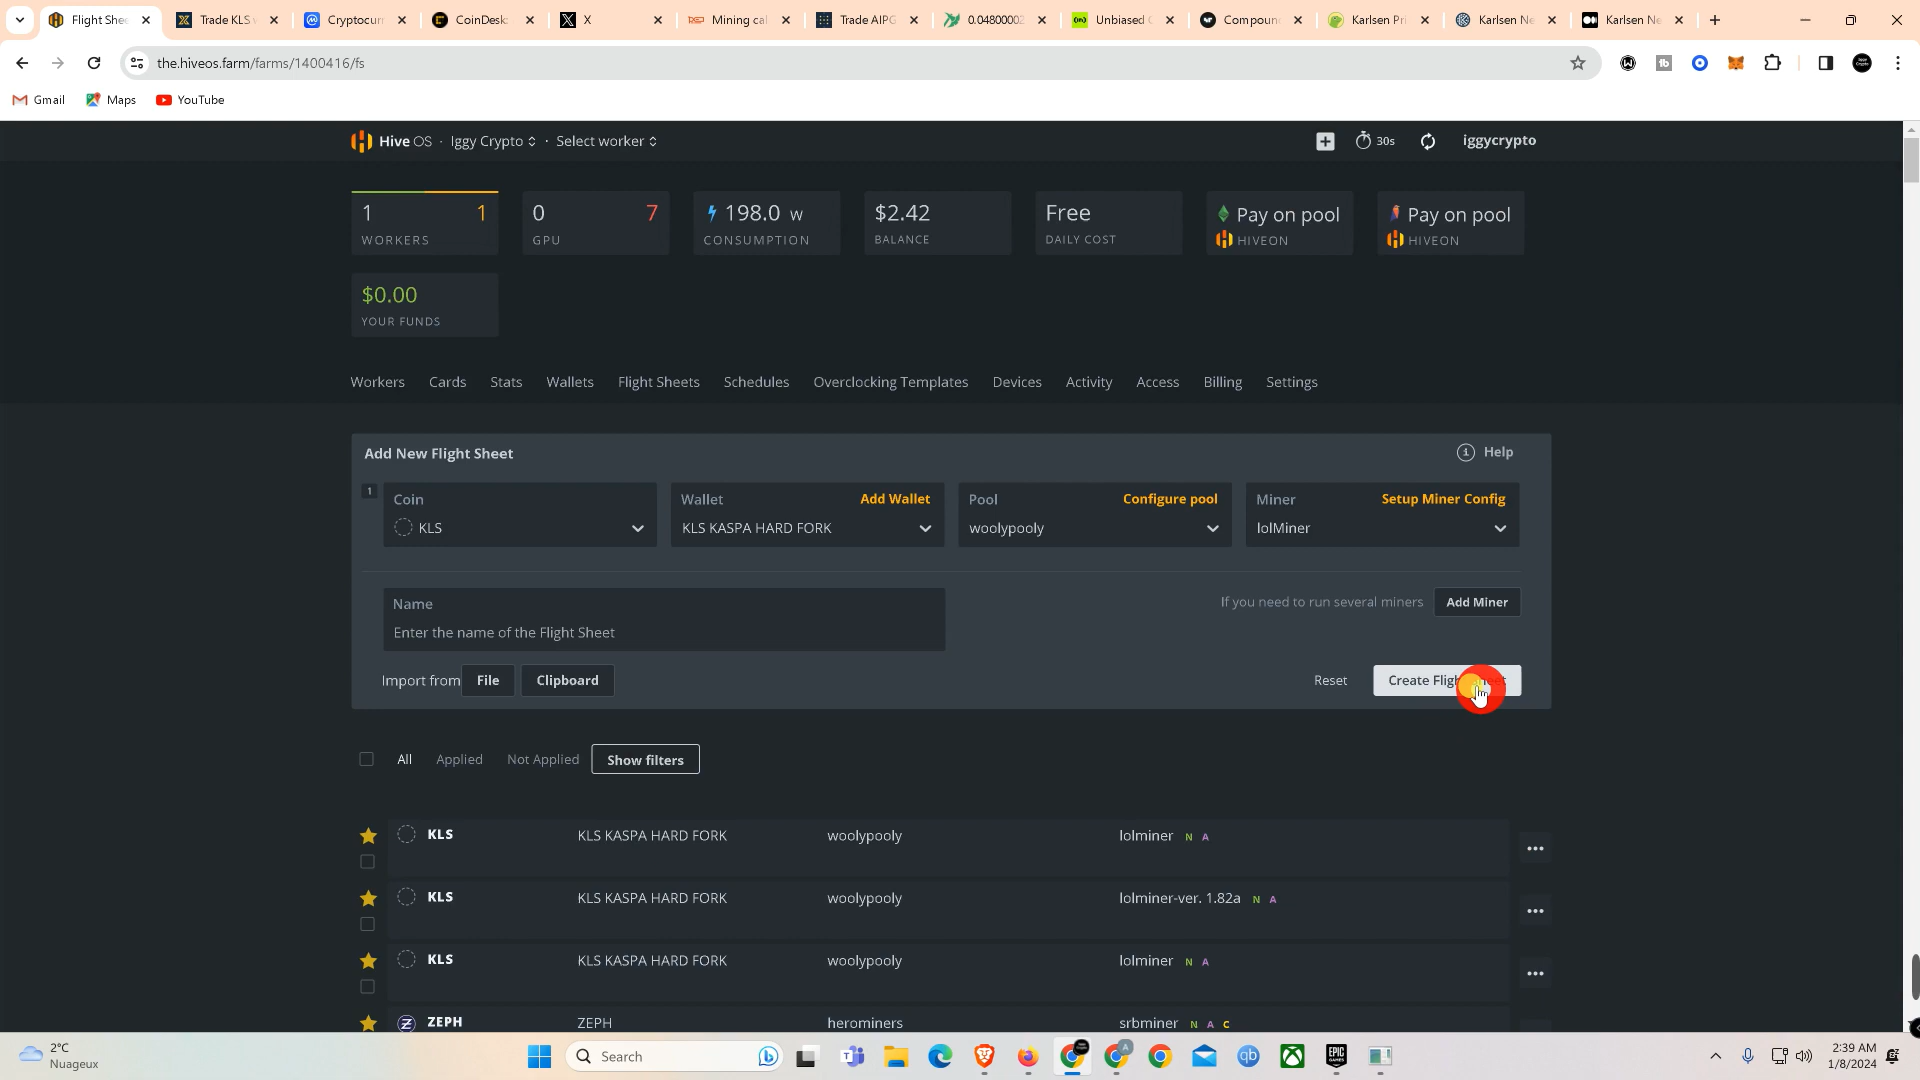 Flight Shee
Trade KLS
Cryptocur
CoinDesk
X
Mining cal
Trade AIPG
0.04800002
Unbiased
Compoun
Karlsen Pri
Karlsen Ne
Karlsen Ne
the.hiveos.farm/farms/1400416/fs
Gmail Maps YouTube
Hive OS · Iggy Crypto · Select worker
30s iggycrypto
1 1
WORKERS
0 7
GPU
198.0 W
CONSUMPTION
$2.42
BALANCE
Free
DAILY COST
Pay on pool
HIVEON
Pay on pool
HIVEON
$0.00
YOUR FUNDS
Workers Cards Stats Wallets Flight Sheets Schedules Overclocking Templates Devices Activity Access Billing Settings
Add New Flight Sheet
Help
1
Coin
KLS
Wallet Add Wallet
KLS KASPA HARD FORK
Pool Configure pool
woolypooly
Miner Setup Miner Config
lolMiner
Name
Enter the name of the Flight Sheet
If you need to run several miners Add Miner
Import from File Clipboard
Reset Create Flig
All Applied Not Applied Show filters
KLS KLS KASPA HARD FORK woolypooly lolminer N A
KLS KLS KASPA HARD FORK woolypooly lolminer-ver. 1.82a N A
KLS KLS KASPA HARD FORK woolypooly lolminer N A
ZEPH ZEPH herominers srbminer N A C
2°C
Nuageux
Search
2:39 AM
1/8/2024